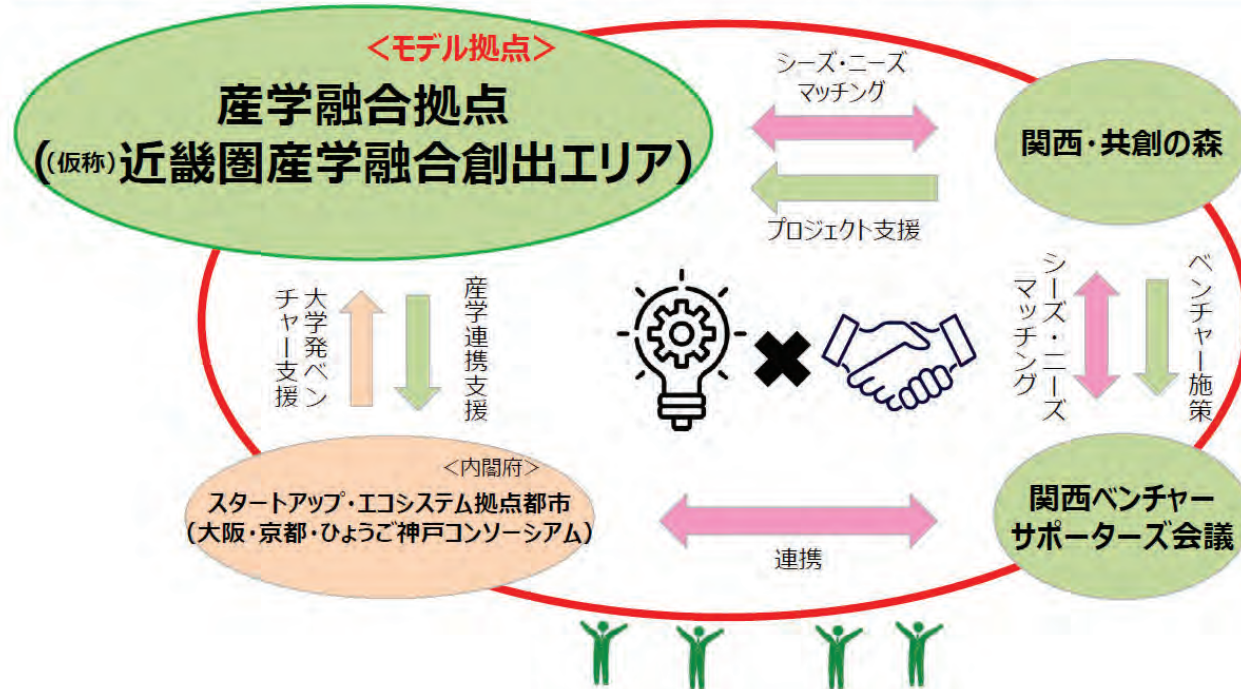 ＜モデル拠点＞
産学融合拠点
(（仮称）近畿圏産学融合創出エリア)
シーズ・ニーズ
マッチング
関西・共創の森
プロジェクト支援
大学発ベン
チャー支援
産学連携支援
シーズ・ニーズ
マッチング
ベンチャー施策
＜内閣府＞
スタートアップ・エコシステム拠点都市
(大阪・京都・ひょうご神戸コンソーシアム)
連携
関西ベンチャー
サポーターズ会議